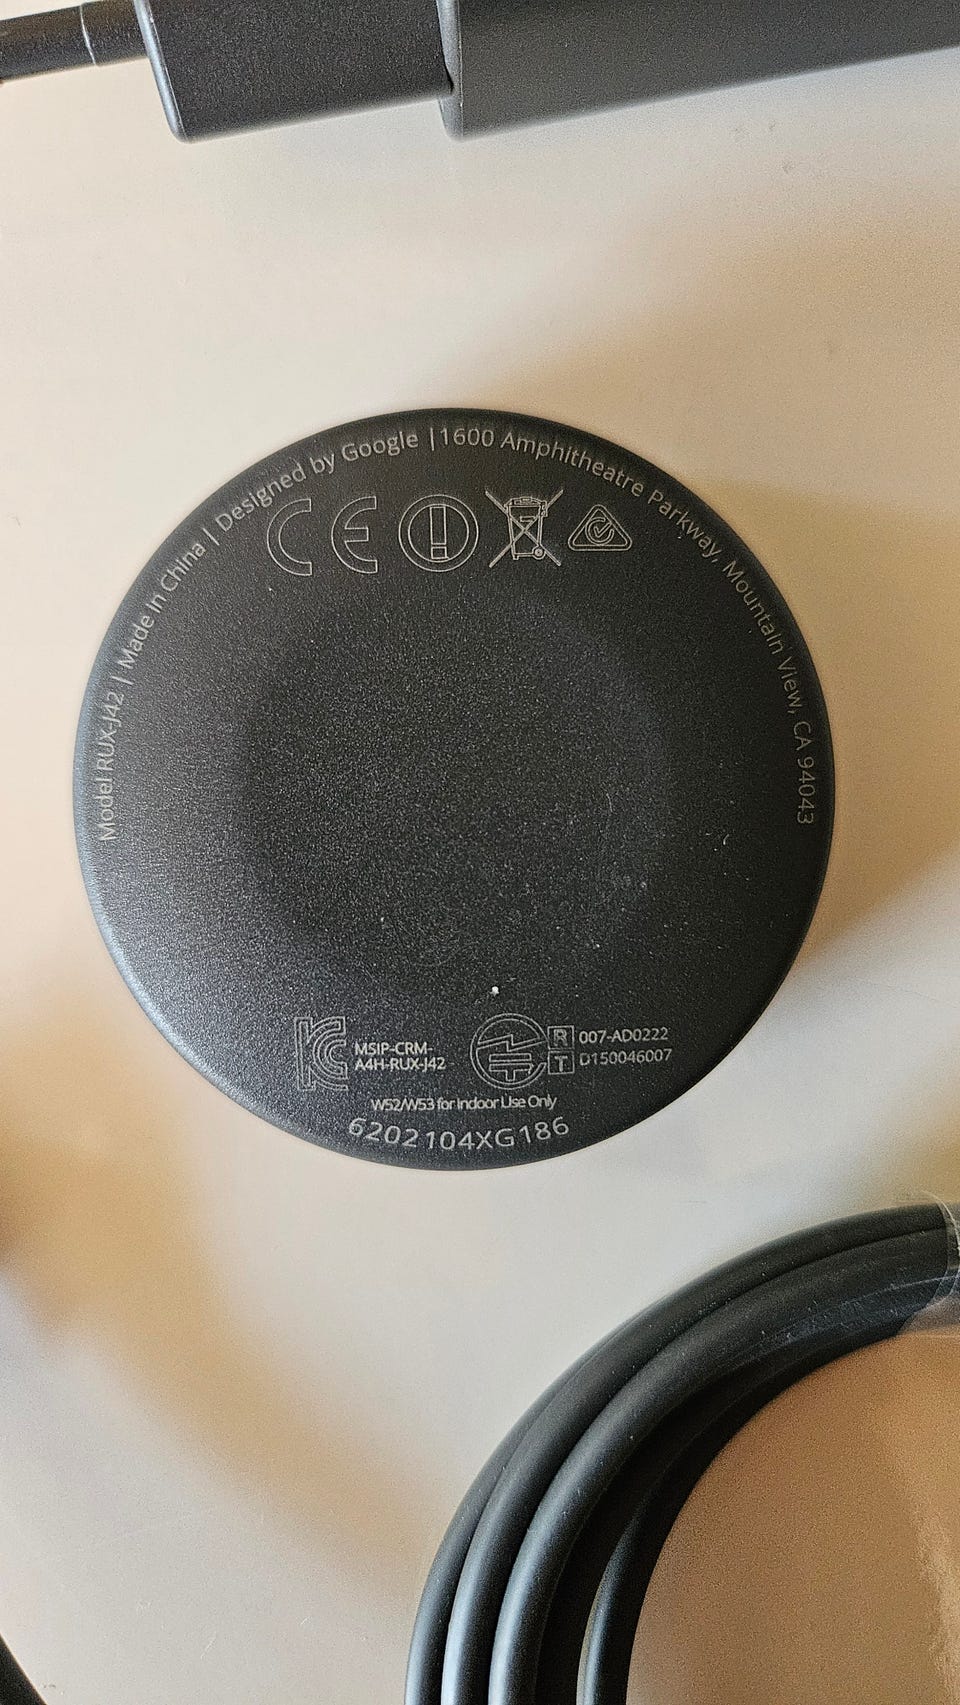 Model RUX-J42 | Made in China | Designed by Google | 1600 Amphitheatre Parkway, Mountain View, CA 94043
CE
MSIP-CRM-
A4H-RUX-J42
R 007-AD0222
T D150046007
W52/W53 for Indoor Use Only
6202104XG186